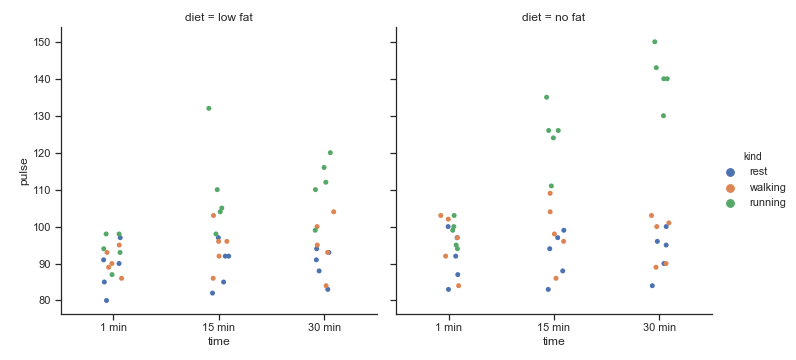 diet = low fat
diet = no fat
150
140
130
120
110
100
90
80
pulse
1 min
15 min
30 min
time
1 min
15 min
30 min
time
kind
rest
walking
running